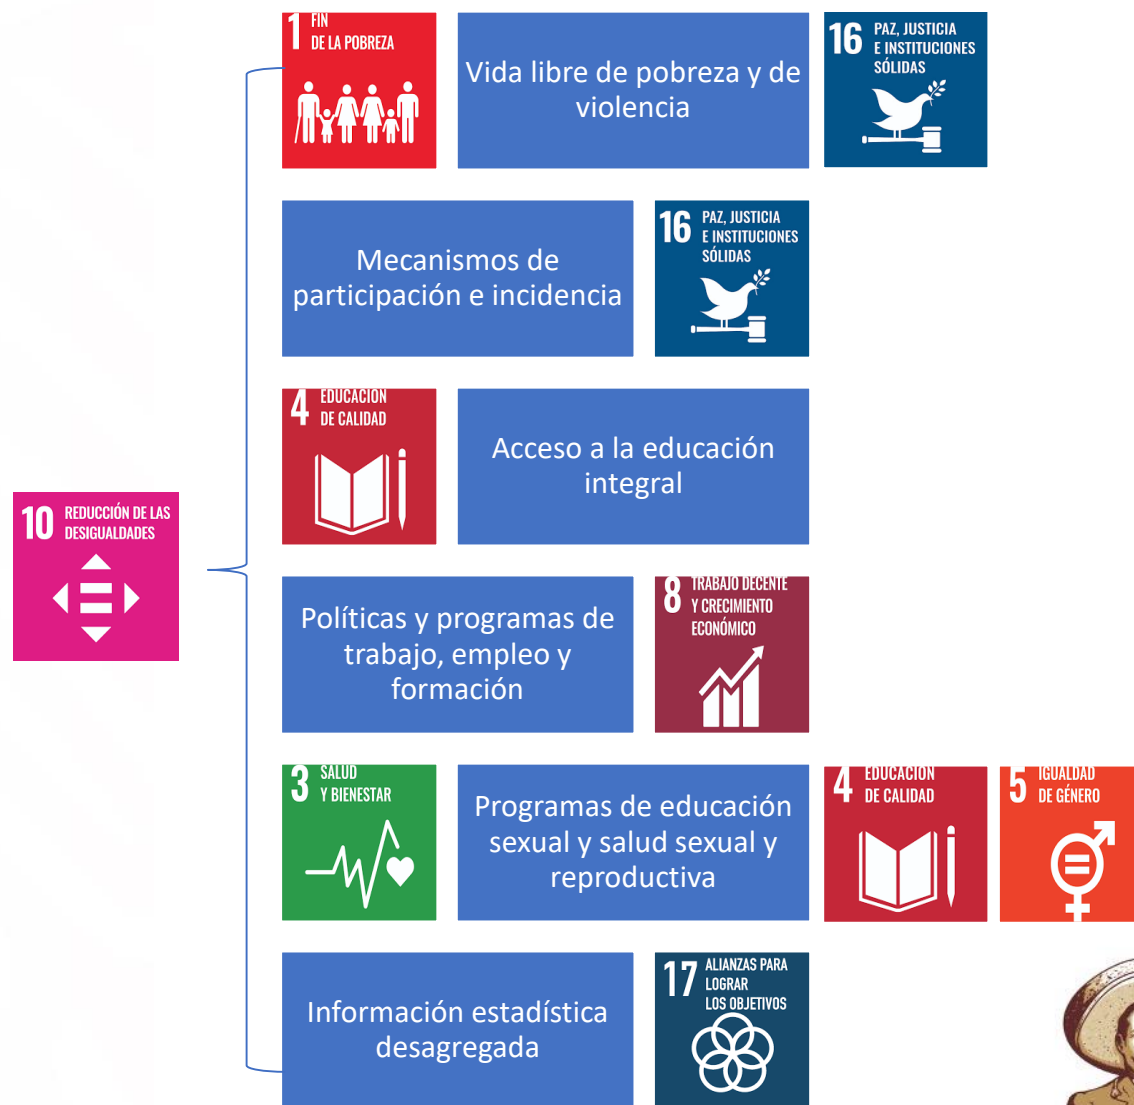 1 FIN
DE LA POBREZA
Vida libre de pobreza y de
violencia
16 PAZ, JUSTICIA
E INSTITUCIONES
SÓLIDAS
Mecanismos de
participación e incidencia
16 PAZ, JUSTICIA
E INSTITUCIONES
SÓLIDAS
4 EDUCACIÓN
DE CALIDAD
Acceso a la educación
integral
10 REDUCCIÓN DE LAS
DESIGUALDADES
Políticas y programas de
trabajo, empleo y
formación
8 TRABAJO DECENTE
Y CRECIMIENTO
ECONÓMICO
3 SALUD
Y BIENESTAR
Programas de educación
sexual y salud sexual y
reproductiva
4 EDUCACIÓN
DE CALIDAD
5 IGUALDAD
DE GÉNERO
Información estadística
desagregada
17 ALIANZAS PARA
LOGRAR
LOS OBJETIVOS